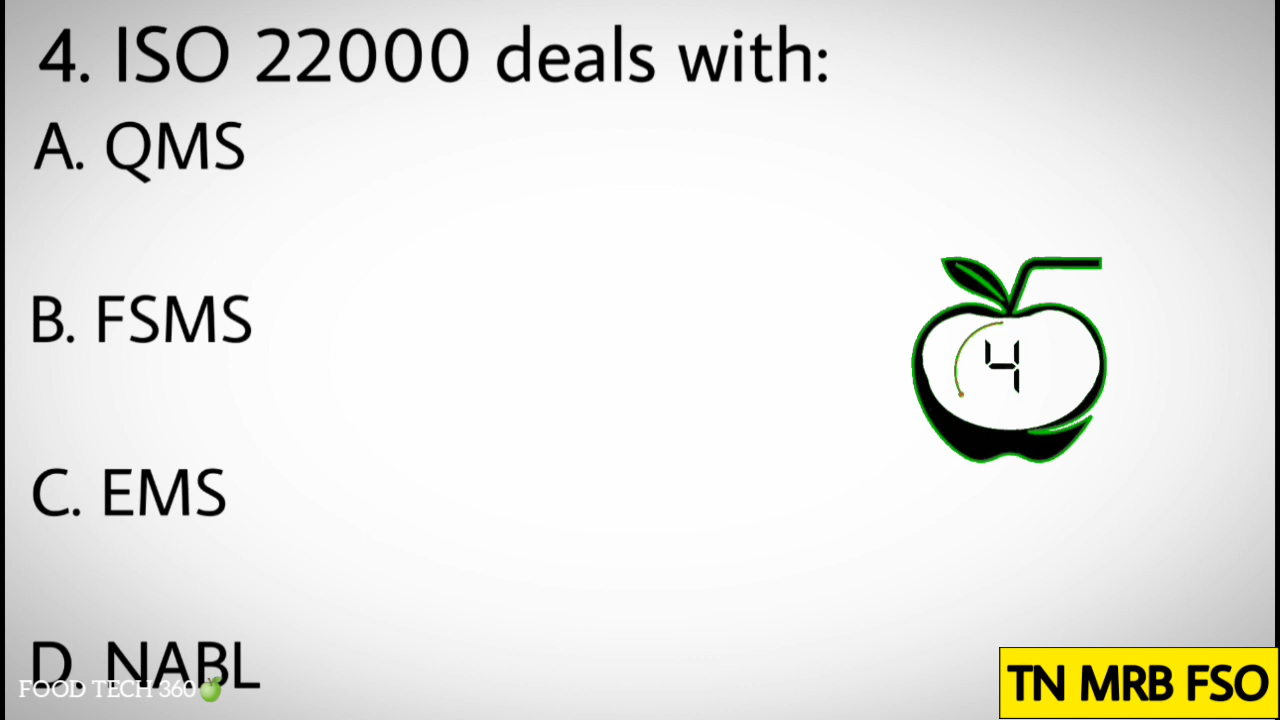 4. ISO 22000 deals with:
A. QMS
B. FSMS
4
C. EMS
D. NABL
FOOD TECH 360
TN MRB FSO